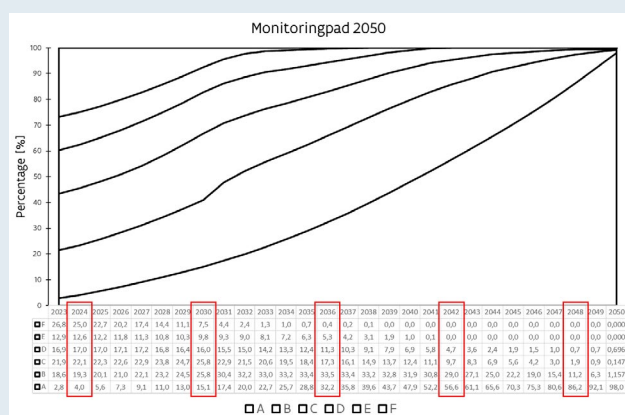 Monitoringpad 2050
Percentage [%]
100
90
80
70
60
50
40
30
20
10
0
2023 2024 2025 2026 2027 2028 2029 2030 2031 2032 2033 2034 2035 2036 2037 2038 2039 2040 2041 2042 2043 2044 2045 2046 2047 2048 2049 2050
F 26,8 25,0 22,7 20,2 17,4 14,4 11,1 7,5 4,4 2,4 1,3 1,0 0,7 0,4 0,2 0,1 0,0 0,0 0,0 0,0 0,0 0,0 0,0 0,0 0,0 0,0 0,0 0,000
E 12,9 12,6 12,2 11,8 11,3 10,8 10,3 9,8 9,3 9,0 8,1 7,2 6,3 5,3 4,2 3,1 1,9 1,0 0,1 0,0 0,0 0,0 0,0 0,0 0,0 0,0 0,0 0,000
D 16,9 17,0 17,0 17,1 17,2 16,8 16,4 16,0 15,5 15,0 14,2 13,3 12,4 11,3 10,3 9,1 7,9 6,9 5,8 4,7 3,6 2,4 1,9 1,5 1,0 0,7 0,7 0,696
C 21,9 22,1 22,3 22,6 22,9 23,2 24,7 25,8 22,9 21,5 20,6 19,5 18,4 17,3 16,1 14,9 13,7 12,4 11,1 9,7 8,3 6,9 5,6 4,2 3,0 1,9 0,9 0,147
B 18,6 19,3 20,1 21,0 22,1 23,2 24,5 25,8 30,4 32,2 33,0 33,2 33,4 33,5 33,4 33,2 32,8 31,9 30,8 29,0 27,1 25,0 22,2 19,0 15,4 11,2 6,3 1,157
A 2,8 4,0 5,6 7,3 9,1 11,0 13,0 15,1 17,4 20,0 22,7 25,7 28,8 32,2 35,8 39,6 43,7 47,9 52,2 56,6 61,1 65,6 70,3 75,3 80,6 86,2 92,1 98,0
A B C D E F